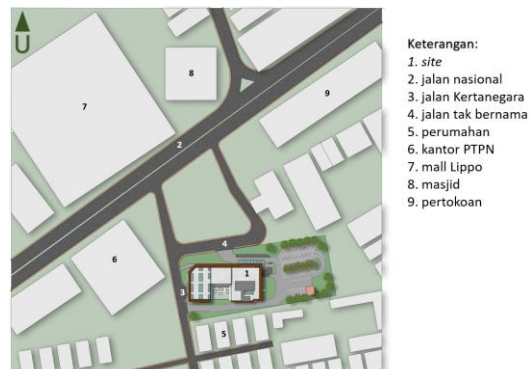 U
8
7
9
2
4
6
1
3
5
Keterangan:
1. site
2. jalan nasional
3. jalan Kertanegara
4. jalan tak bernama
5. perumahan
6. kantor PTPN
7. mall Lippo
8. masjid
9. pertokoan